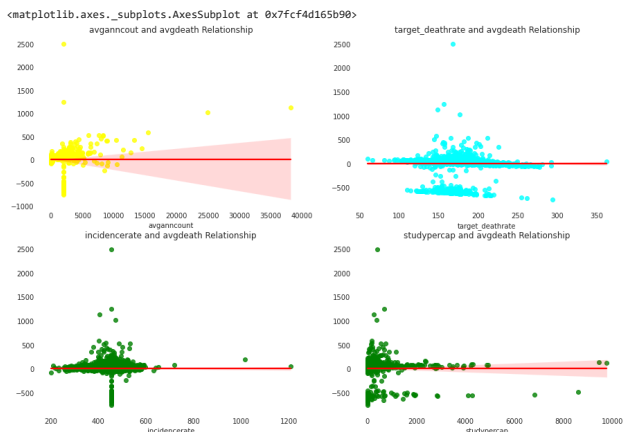 <matplotlib.axes._subplots.AxesSubplot at 0x7fcf4d165b90>
avganncout and avgdeath Relationship
2500
2000
1500
1000
500
0
−500
−1000
0 5000 10000 15000 20000 25000 30000 35000 40000
avganncount
target_deathrate and avgdeath Relationship
2500
2000
1500
1000
500
0
−500
50 100 150 200 250 300 350
target_deathrate
incidencerate and avgdeath Relationship
2500
2000
1500
1000
500
0
−500
200 400 600 800 1000 1200
incidencerate
studypercap and avgdeath Relationship
2500
2000
1500
1000
500
0
−500
0 2000 4000 6000 8000 10000
studypercap